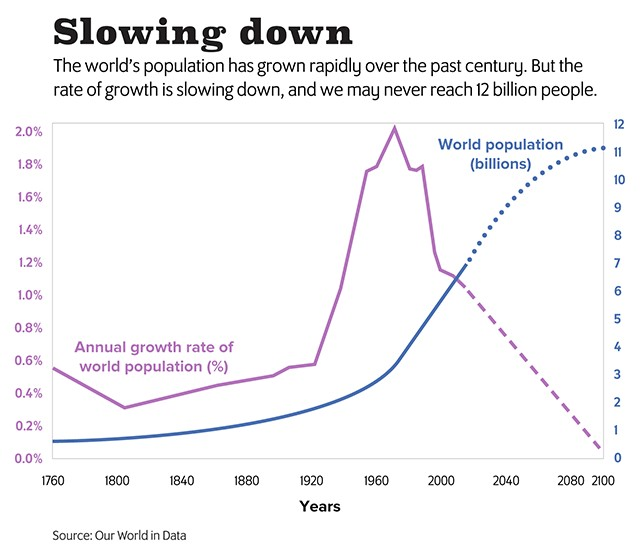 Slowing down
The world’s population has grown rapidly over the past century. But the
rate of growth is slowing down, and we may never reach 12 billion people.
2.0%
1.8%
1.6%
1.4%
1.2%
1.0%
0.8%
0.6%
0.4%
0.2%
0.0%
World population
(billions)
Annual growth rate of
world population (%)
12
11
10
9
8
7
6
5
4
3
2
1
0
1760 1800 1840 1880 1920 1960 2000 2040 2080 2100
Years
Source: Our World in Data